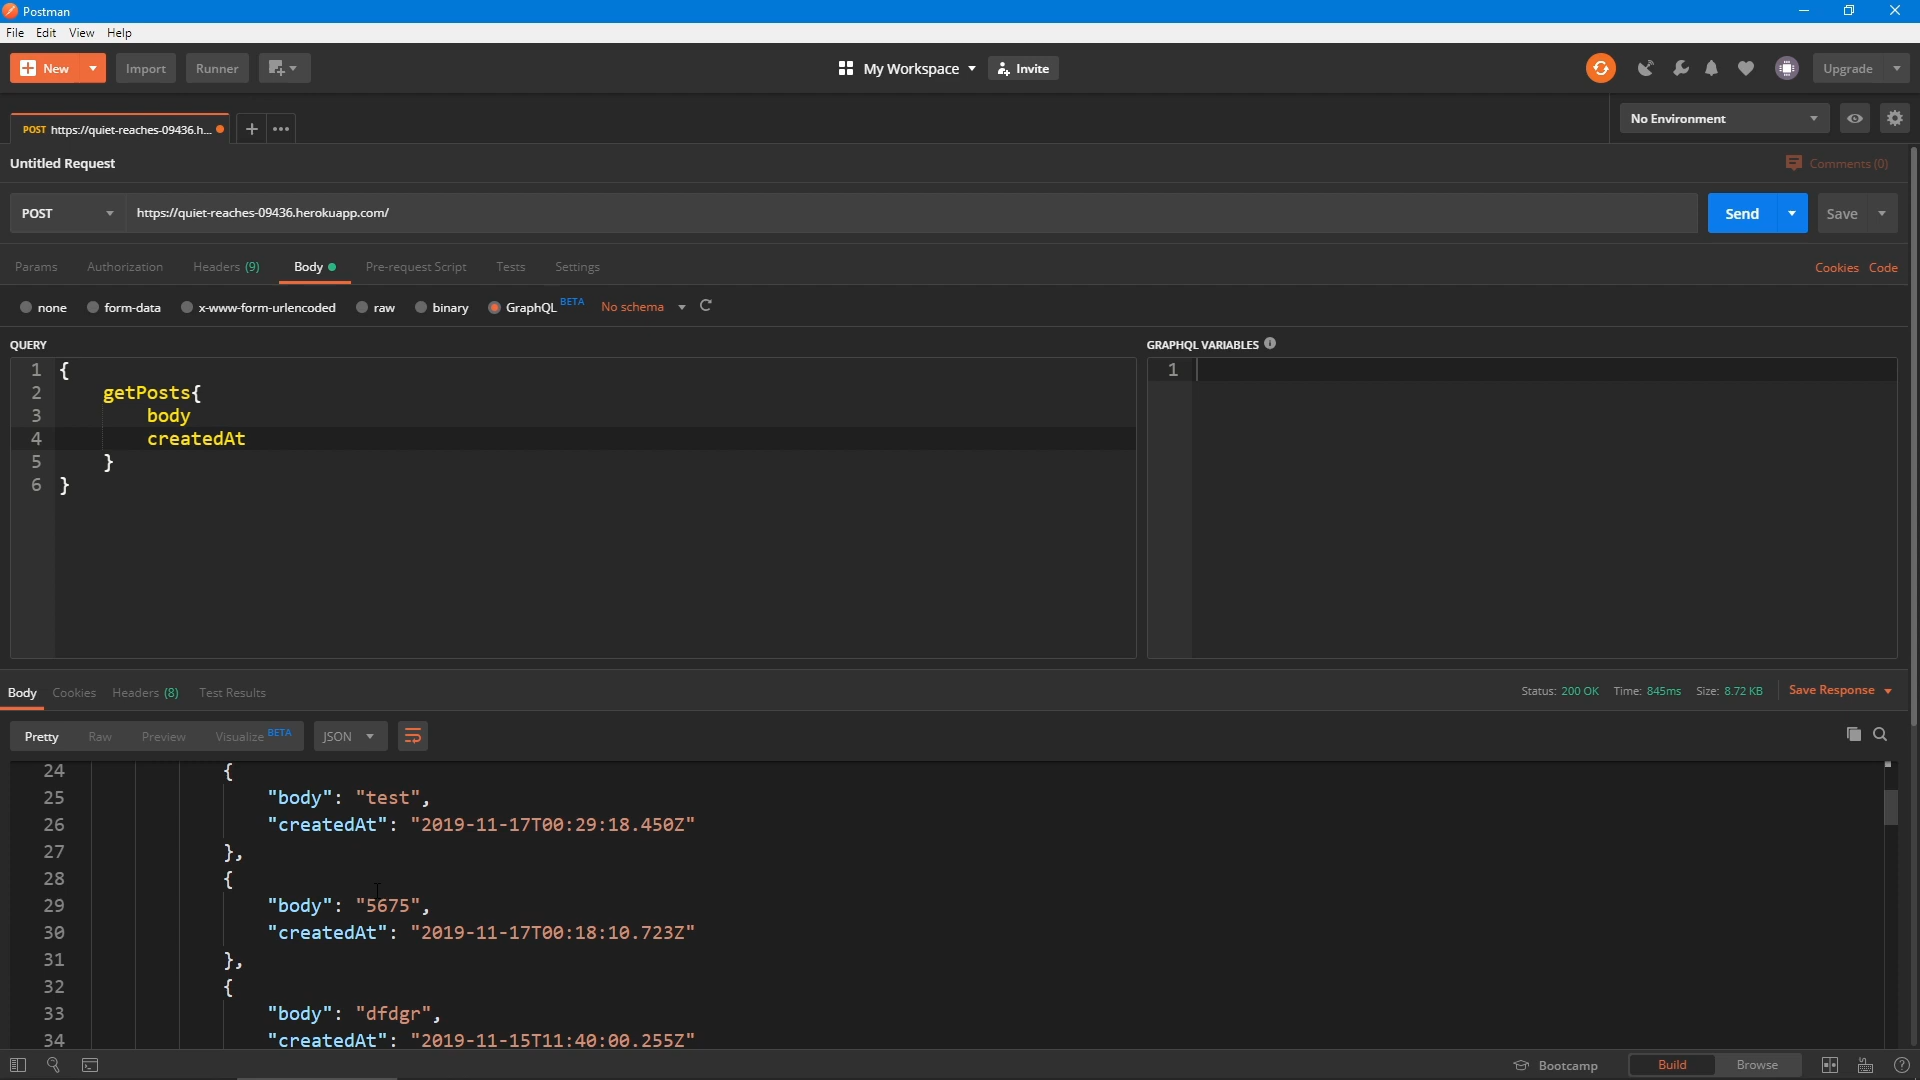 Postman
File Edit View Help
New Import Runner My Workspace Invite Upgrade
POST https://quiet-reaches-09436.h... No Environment
Untitled Request Comments (0)
POST https://quiet-reaches-09436.herokuapp.com/ Send Save
Params Authorization Headers (9) Body Pre-request Script Tests Settings Cookies Code
none form-data x-www-form-urlencoded raw binary GraphQL BETA No schema
QUERY GRAPHQL VARIABLES
1 { 1
2 getPosts{
3 body
4 createdAt
5 }
6 }
Body Cookies Headers (8) Test Results Status: 200 OK Time: 845ms Size: 8.72 KB Save Response
Pretty Raw Preview Visualize BETA JSON
24 {
25 "body": "test",
26 "createdAt": "2019-11-17T00:29:18.450Z"
27 },
28 {
29 "body": "5675",
30 "createdAt": "2019-11-17T00:18:10.723Z"
31 },
32 {
33 "body": "dfdgr",
34 "createdAt": "2019-11-15T11:40:00.255Z"
Bootcamp Build Browse